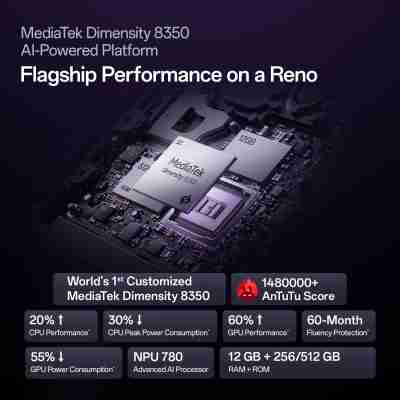 MediaTek Dimensity 8350
AI-Powered Platform
Flagship Performance on a Reno
12GB
MediaTek
Dimensity 8350
World's 1st Customized
MediaTek Dimensity 8350
1480000+
AnTuTu Score
20% ↑
CPU Performance*
30% ↓
CPU Peak Power Consumption*
60% ↑
GPU Performance*
60-Month
Fluency Protection*
55% ↓
GPU Power Consumption*
NPU 780
Advanced AI Processor
12 GB + 256/512 GB
RAM + ROM